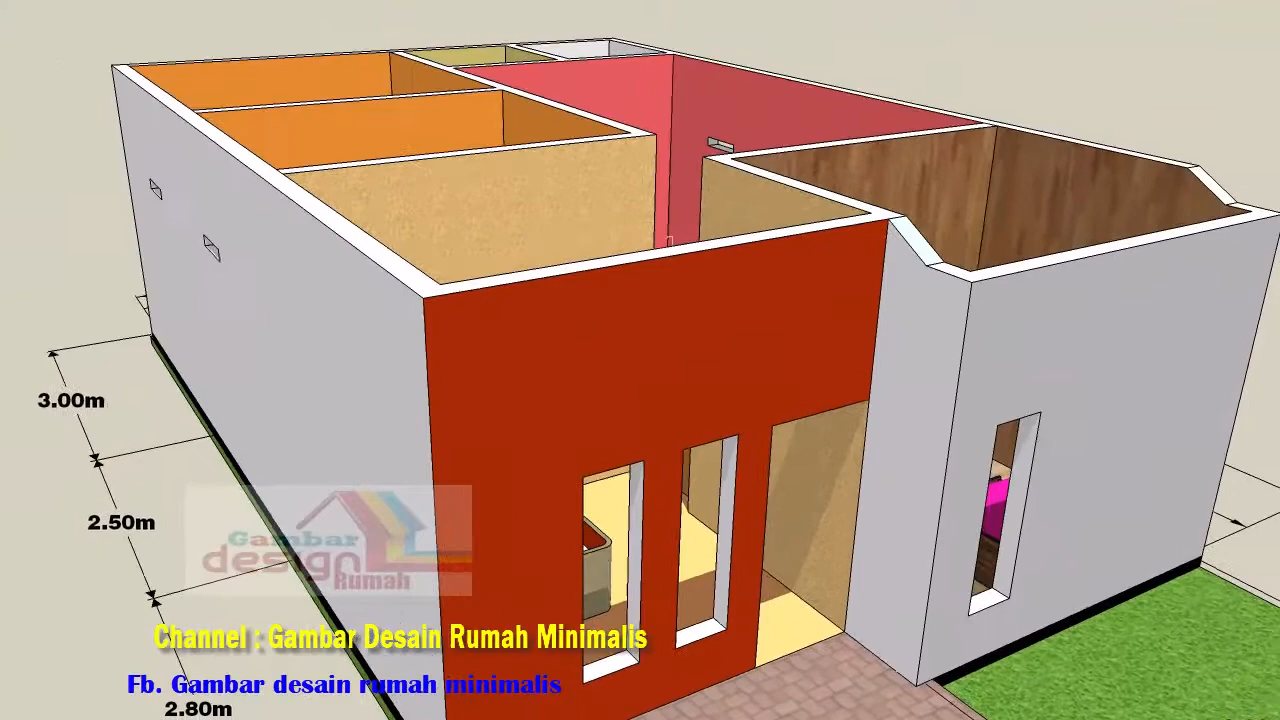 3.00m
2.50m
Gambar
design
Rumah
Channel : Gambar Desain Rumah Minimalis
Fb. Gambar desain rumah minimalis
2.80m